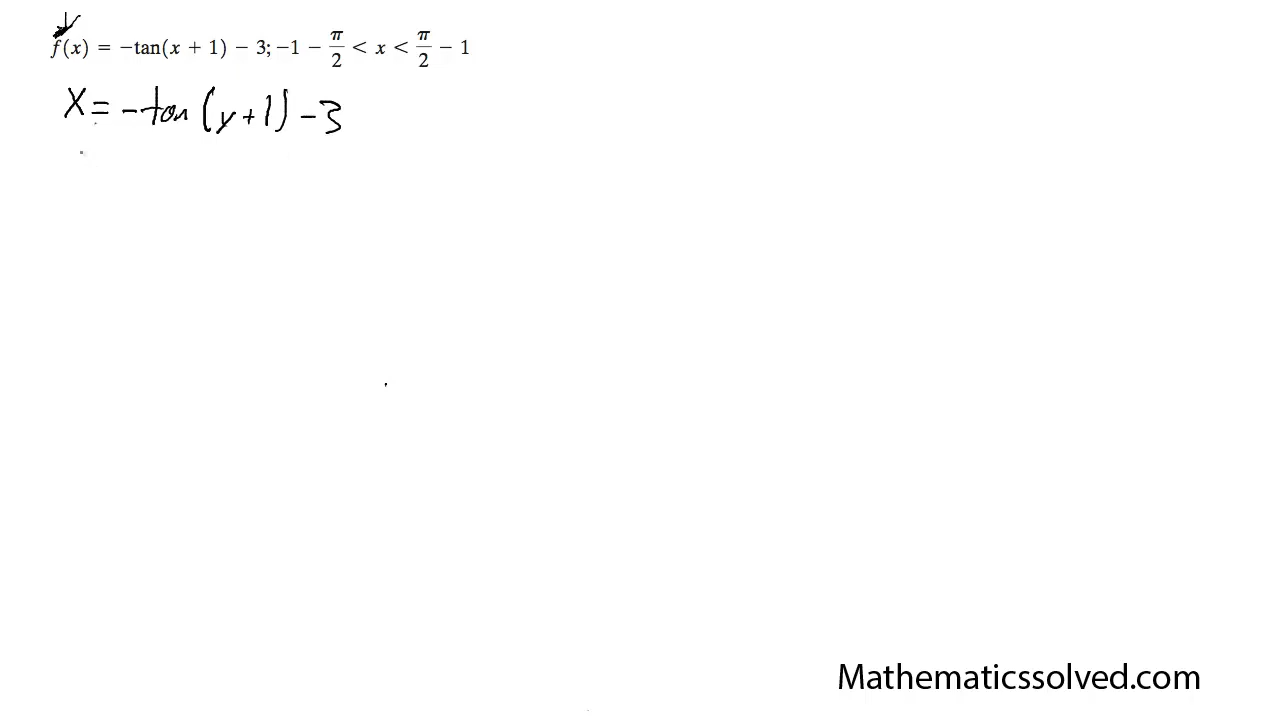 f(x) = −tan(x + 1) − 3; −1 − π/2 < x < π/2 − 1
X = -tan (y+1) -3
Mathematicssolved.com